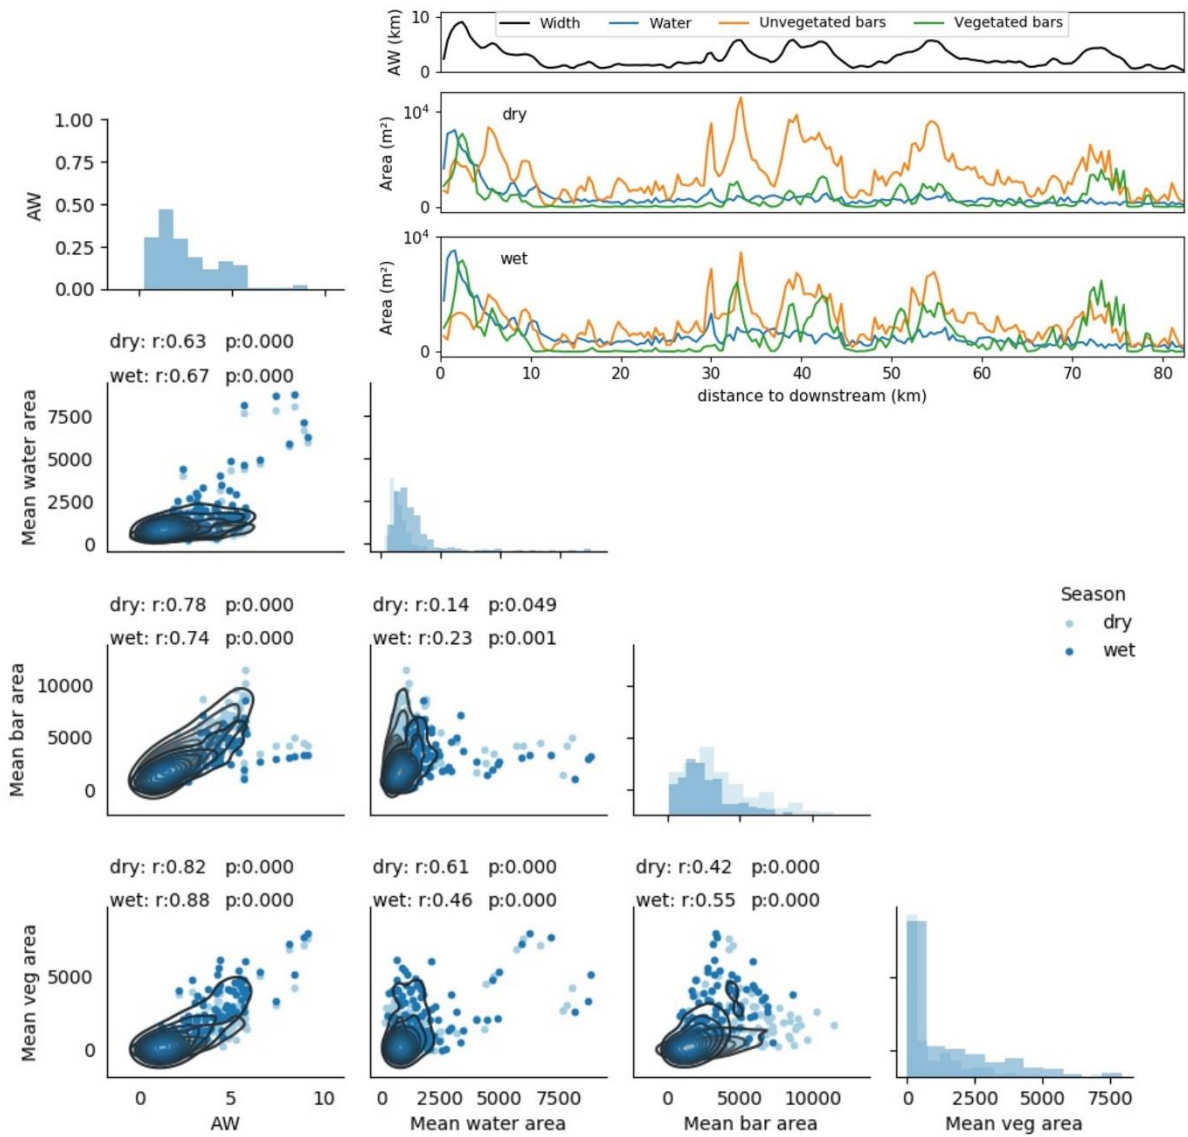 Width Water Unvegetated bars Vegetated bars
AW (km)
10
0
dry
Area (m²)
10⁴
0
wet
Area (m²)
10⁴
0
0 10 20 30 40 50 60 70 80
distance to downstream (km)
AW
1.00
0.75
0.50
0.25
0.00
dry: r:0.63 p:0.000
wet: r:0.67 p:0.000
Mean water area
7500
5000
2500
0
dry: r:0.78 p:0.000
wet: r:0.74 p:0.000
dry: r:0.14 p:0.049
wet: r:0.23 p:0.001
Season
dry
wet
Mean bar area
10000
5000
0
dry: r:0.82 p:0.000
wet: r:0.88 p:0.000
dry: r:0.61 p:0.000
wet: r:0.46 p:0.000
dry: r:0.42 p:0.000
wet: r:0.55 p:0.000
Mean veg area
5000
0
0 5 10
AW
0 2500 5000 7500
Mean water area
0 5000 10000
Mean bar area
0 2500 5000 7500
Mean veg area